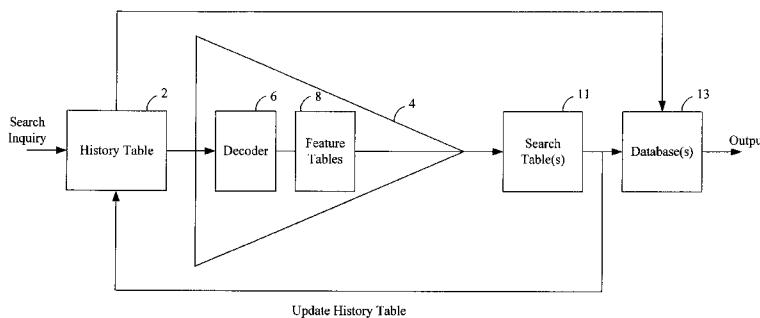 2
6
8
4
11
13
Search
Inquiry
History Table
Decoder
Feature
Tables
Search
Table(s)
Database(s)
Output
Update History Table